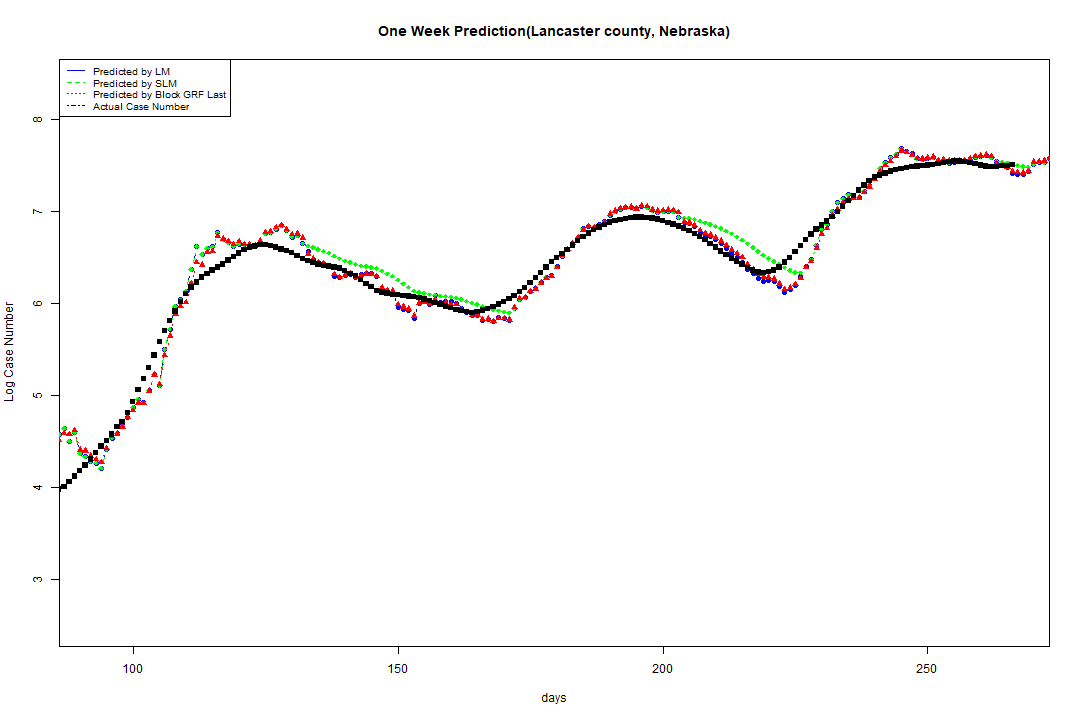 One Week Prediction(Lancaster county, Nebraska)
Predicted by LM
Predicted by SLM
Predicted by Block GRF Last
Actual Case Number
8
7
6
5
4
3
Log Case Number
100 150 200 250
days